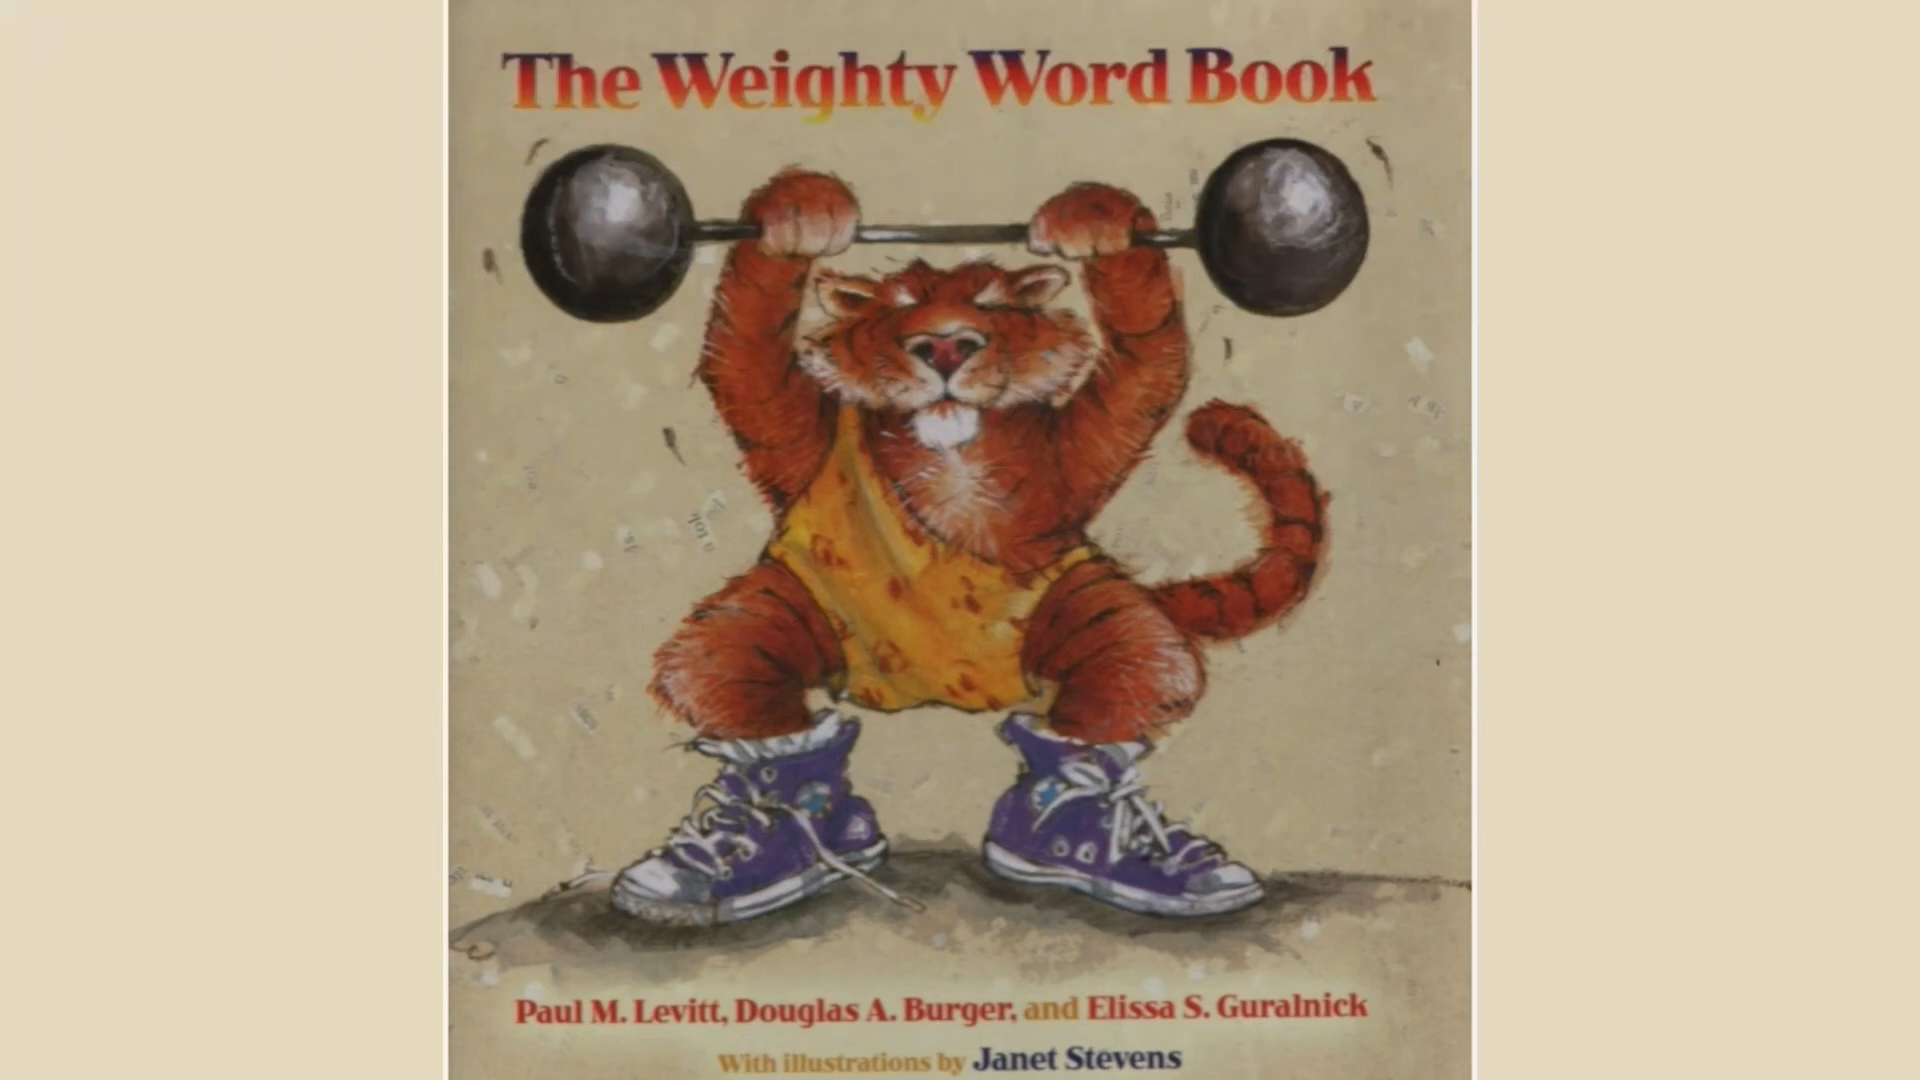 The Weighty Word Book
Paul M. Levitt, Douglas A. Burger, and Elissa S. Guralnick
With illustrations by Janet Stevens